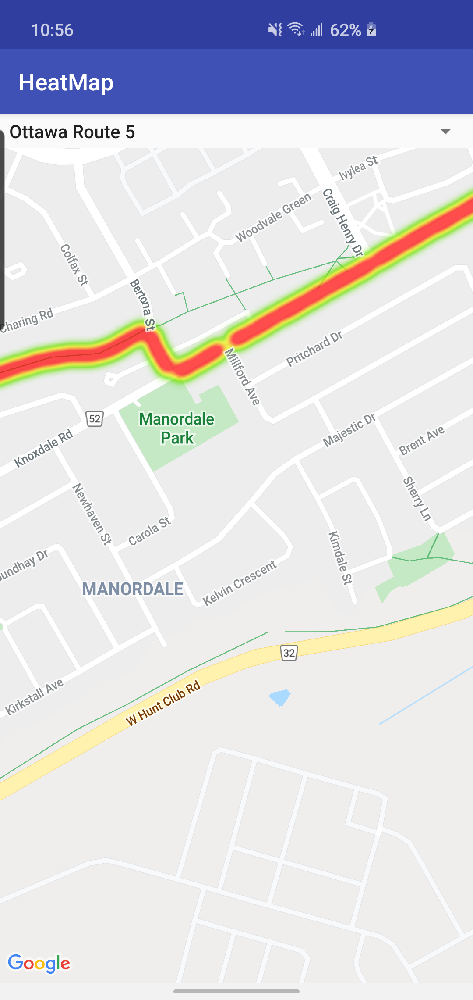 10:56
62%
HeatMap
Ottawa Route 5
Ivylea St
Craig Henry Dr
Woodvale Green
Colfax St
Bertona St
Charing Rd
Pritchard Dr
Millford Ave
Manordale
Park
52
Knoxdale Rd
Majestic Dr
Brent Ave
Sherry Ln
Newhaven St
Carola St
Kimdale St
oundhay Dr
Kelvin Crescent
MANORDALE
32
Kirkstall Ave
W Hunt Club Rd
Google